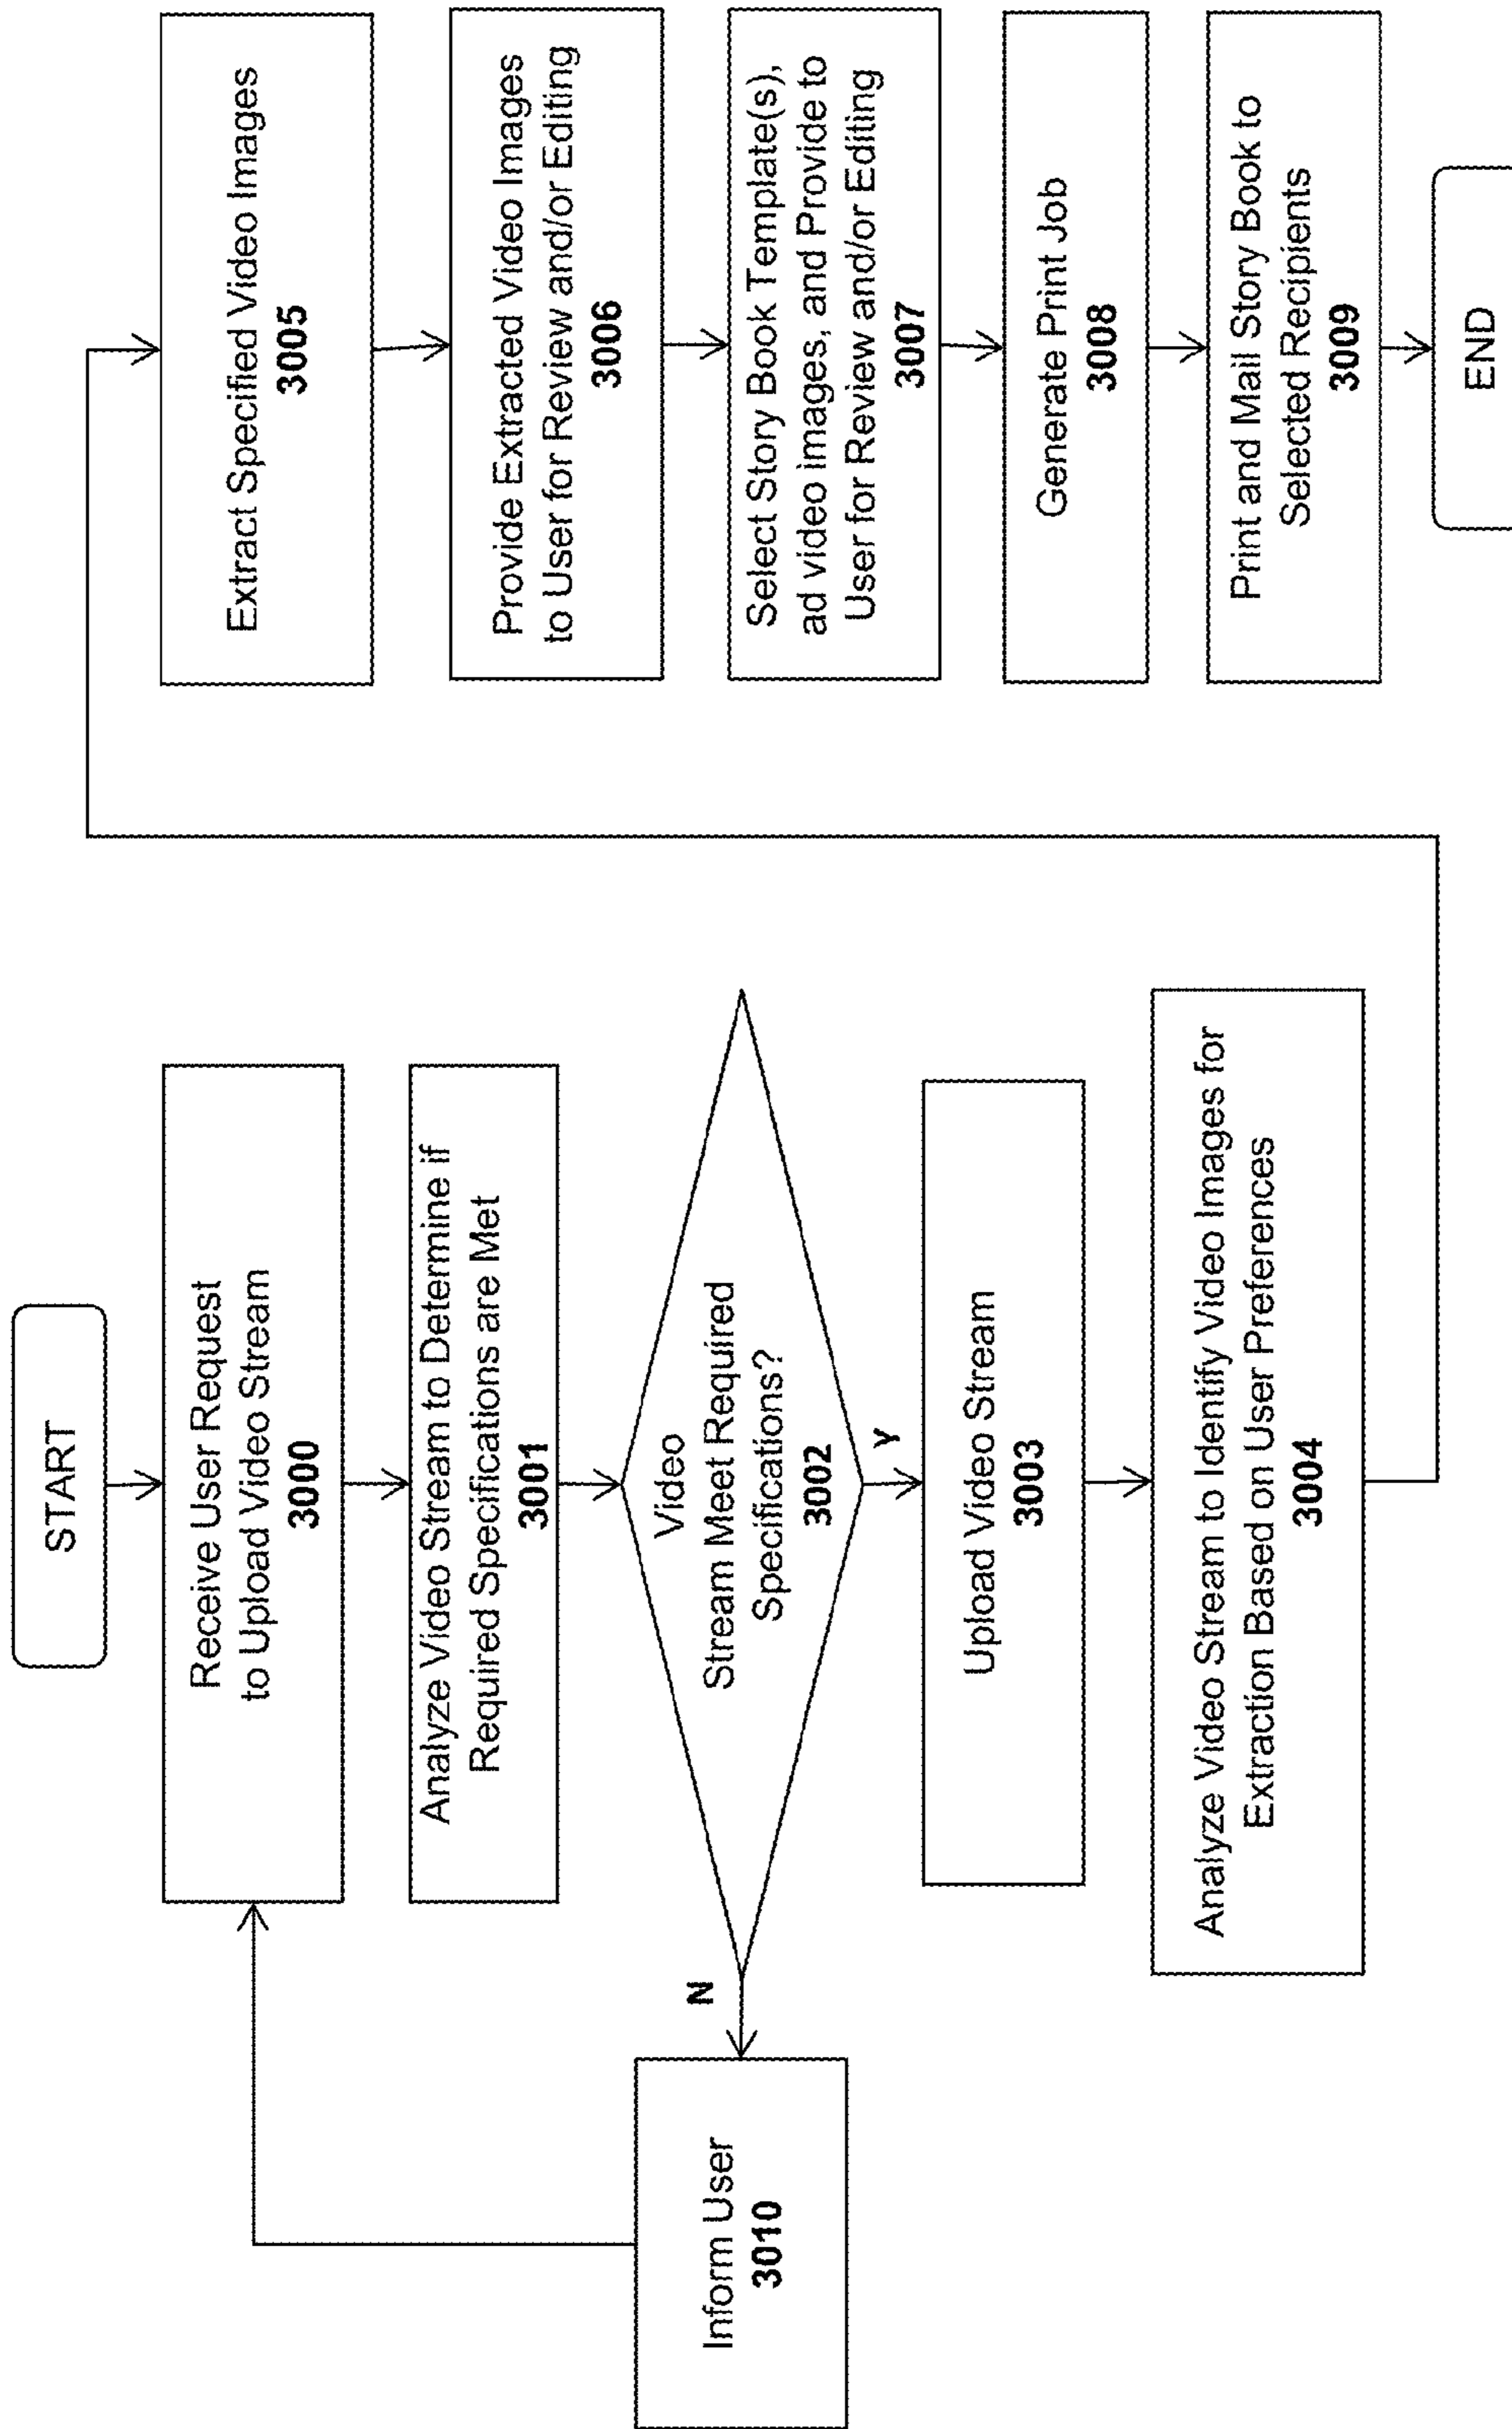 START
Receive User Request
to Upload Video Stream
3000
Analyze Video Stream to Determine if
Required Specifications are Met
3001
Video
Stream Meet Required
Specifications?
3002
N
Y
Inform User
3010
Upload Video Stream
3003
Analyze Video Stream to Identify Video Images for
Extraction Based on User Preferences
3004
Extract Specified Video Images
3005
Provide Extracted Video Images
to User for Review and/or Editing
3006
Select Story Book Template(s),
ad video images, and Provide to
User for Review and/or Editing
3007
Generate Print Job
3008
Print and Mail Story Book to
Selected Recipients
3009
END